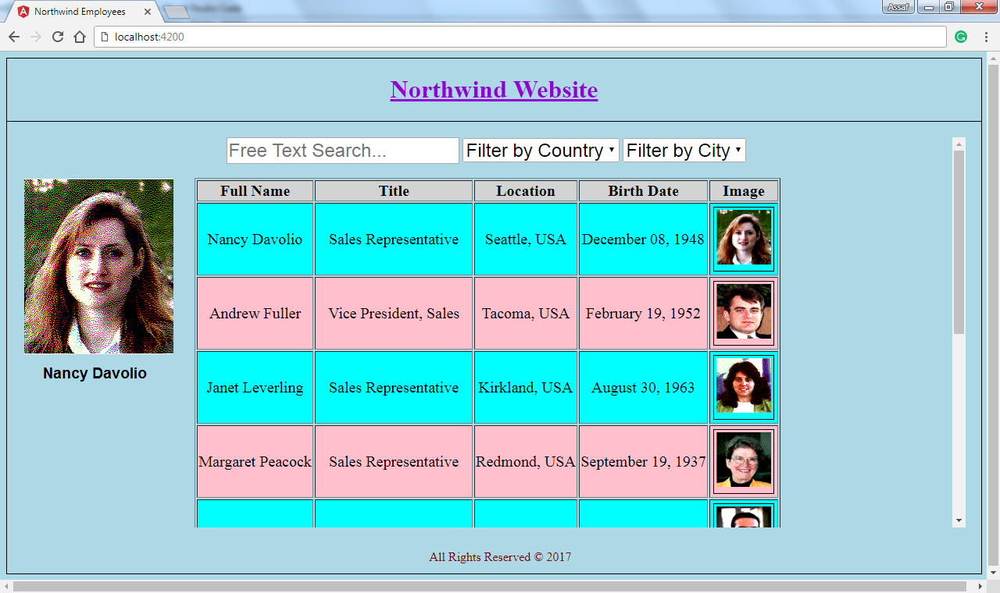 Northwind Employees
Assaf
localhost:4200
Northwind Website
Free Text Search... Filter by Country Filter by City
Full Name Title Location Birth Date Image
Nancy Davolio Sales Representative Seattle, USA December 08, 1948
Andrew Fuller Vice President, Sales Tacoma, USA February 19, 1952
Nancy Davolio
Janet Leverling Sales Representative Kirkland, USA August 30, 1963
Margaret Peacock Sales Representative Redmond, USA September 19, 1937
All Rights Reserved © 2017